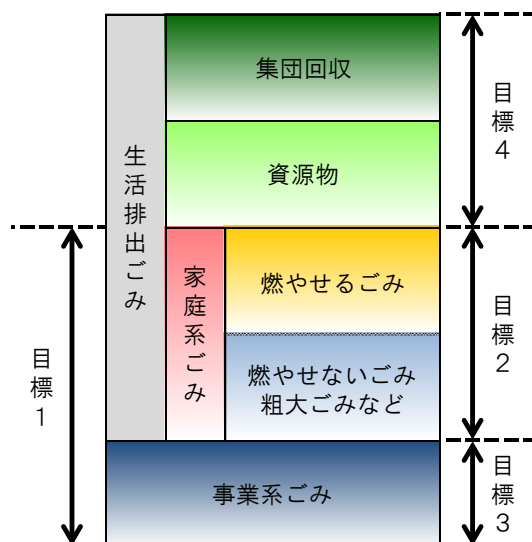 集団回収
資源物
生活排出ごみ
家庭系ごみ
燃やせるごみ
燃やせないごみ
粗大ごみなど
事業系ごみ
目標1
目標4
目標2
目標3